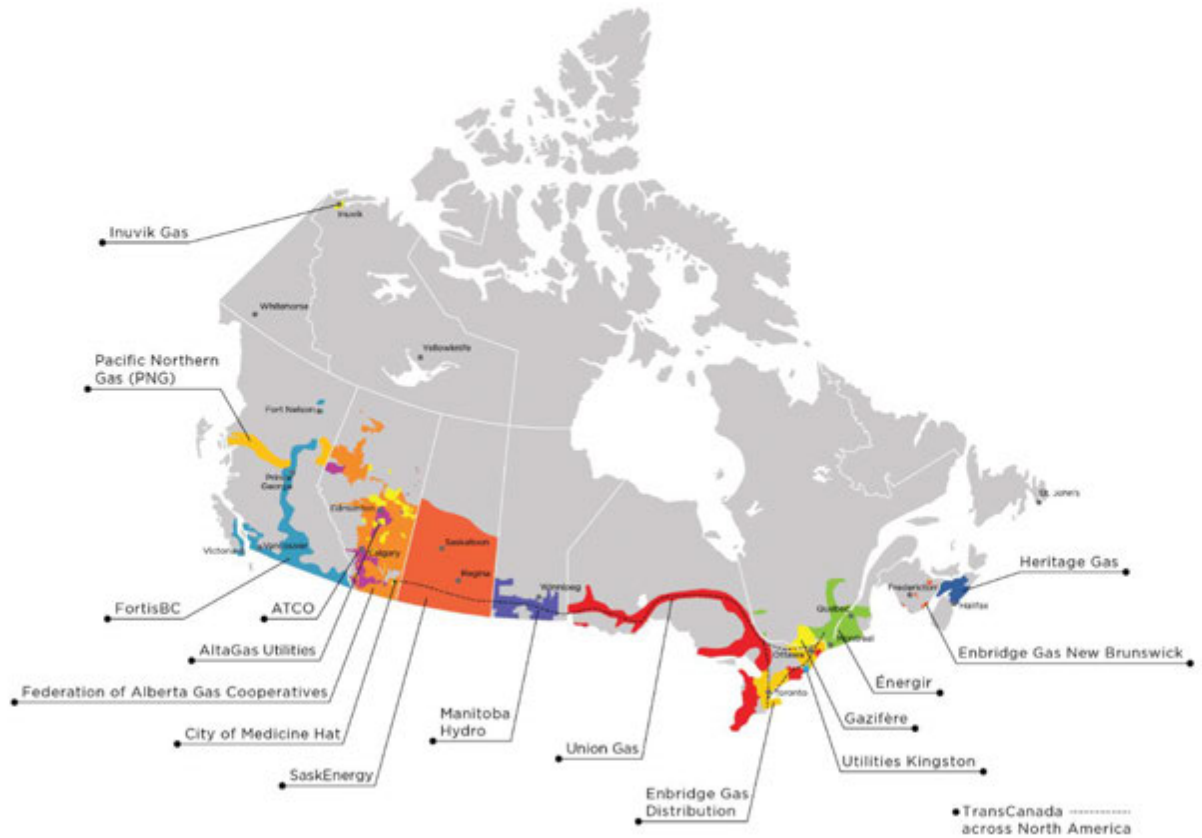 Inuvik
Inuvik Gas
Whitehorse
Yellowknife
Pacific Northern
Gas (PNG)
Fort Nelson
Prince
George
Edmonton
St. John's
Saskatoon
Victoria
Vancouver
Calgary
Heritage Gas
Regina
Winnipeg
Fredericton
Halifax
Quebec
FortisBC
ATCO
Montreal
Ottawa
AltaGas Utilities
Enbridge Gas New Brunswick
Énergir
Toronto
Federation of Alberta Gas Cooperatives
Manitoba
Hydro
Gazifère
City of Medicine Hat
Union Gas
Utilities Kingston
SaskEnergy
Enbridge Gas
Distribution
TransCanada
across North America